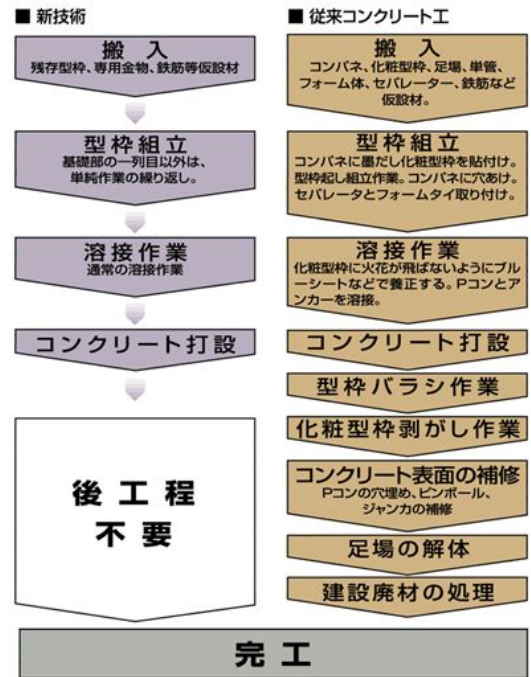 ■ 新技術
搬入
残存型枠、専用金物、鉄筋等仮設材
型枠組立
基礎部の一列目以外は、
単純作業の繰り返し。
溶接作業
通常の溶接作業
コンクリート打設
後工程
不要
■ 従来コンクリート工
搬入
コンパネ、化粧型枠、足場、単管、
フォーム体、セパレーター、鉄筋など
仮設材。
型枠組立
コンパネに墨だし化粧型枠を貼付け。
型枠起し組立作業。コンパネに穴あけ。
セパレータとフォームタイ取り付け。
溶接作業
化粧型枠に火花が飛ばないようにブル
ーシートなどで養正する。Pコンとア
ンカーを溶接。
コンクリート打設
型枠バラシ作業
化粧型枠剥がし作業
コンクリート表面の補修
Pコンの穴埋め、ピンポール、
ジャンカの補修
足場の解体
建設廃材の処理
完工